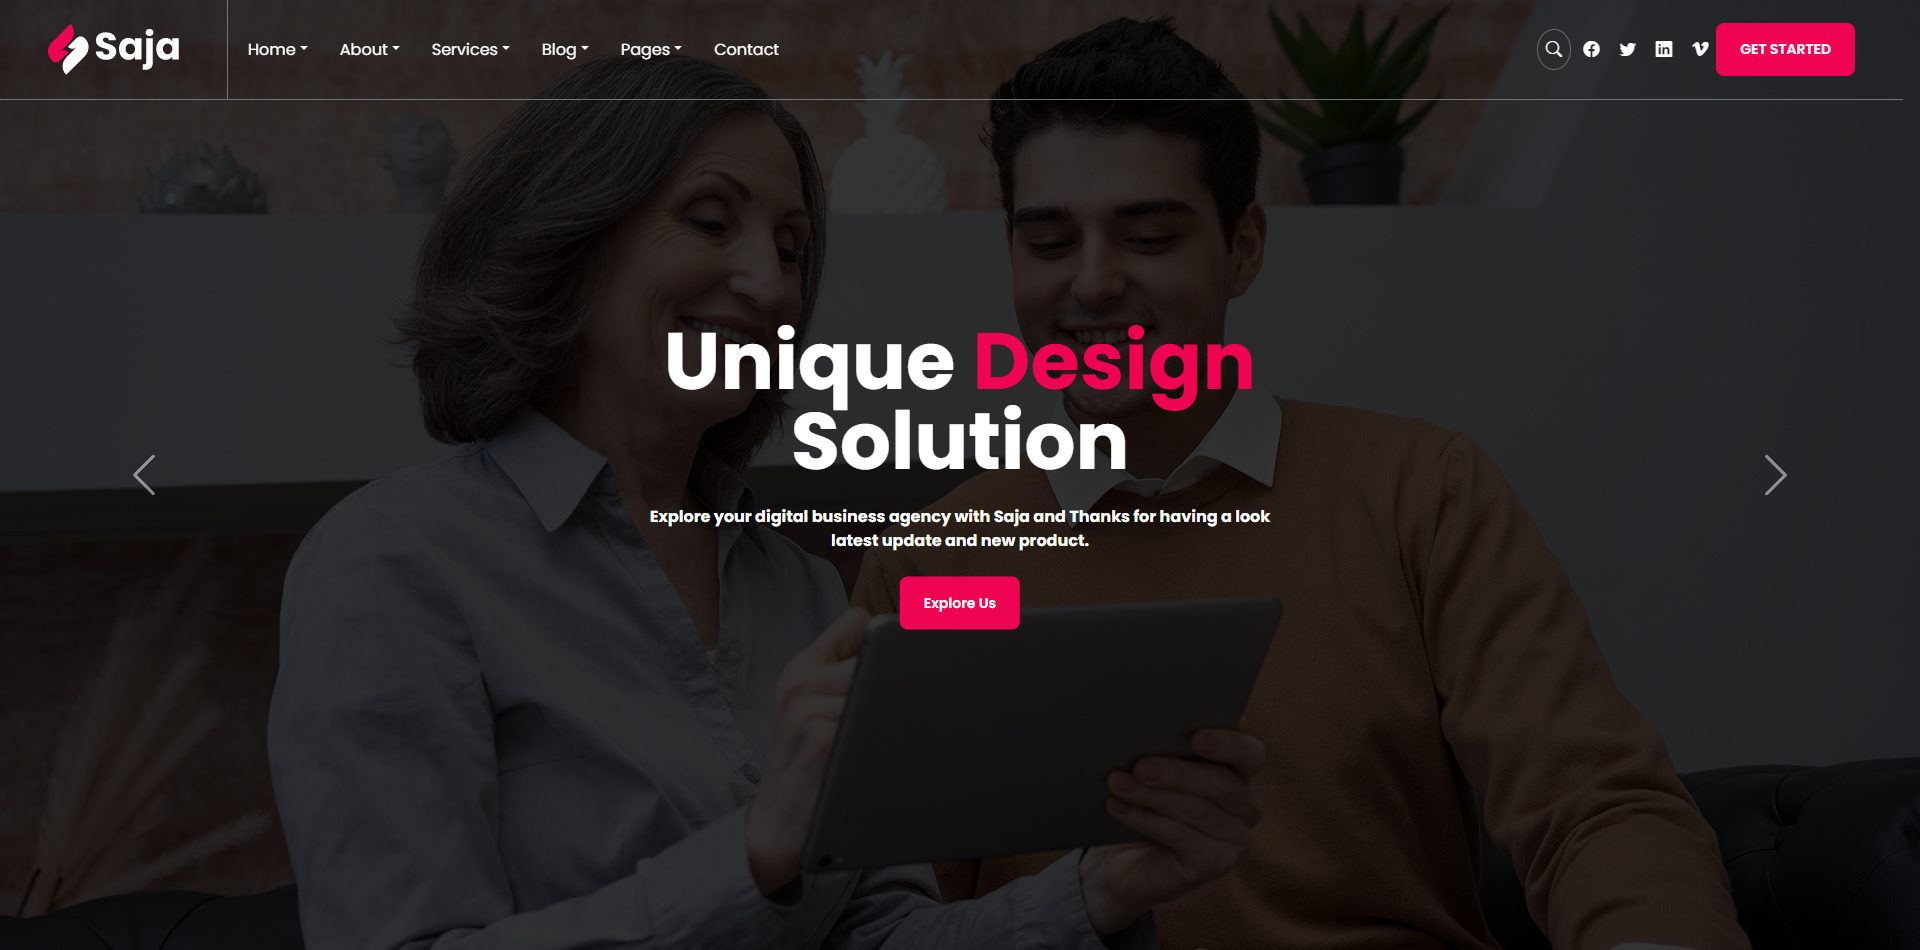 Saja
Home About Services Blog Pages Contact
GET STARTED
Unique Design
Solution
Explore your digital business agency with Saja and Thanks for having a look
latest update and new product.
Explore Us